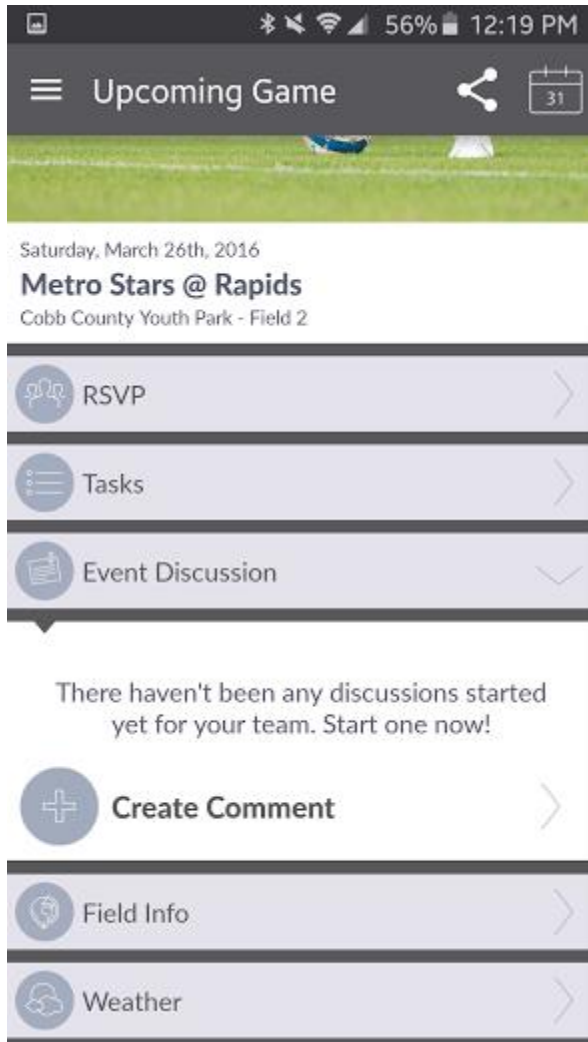 56% 12:19 PM
Upcoming Game
31
Saturday, March 26th, 2016
Metro Stars @ Rapids
Cobb County Youth Park - Field 2
RSVP
Tasks
Event Discussion
There haven't been any discussions started
yet for your team. Start one now!
Create Comment
Field Info
Weather